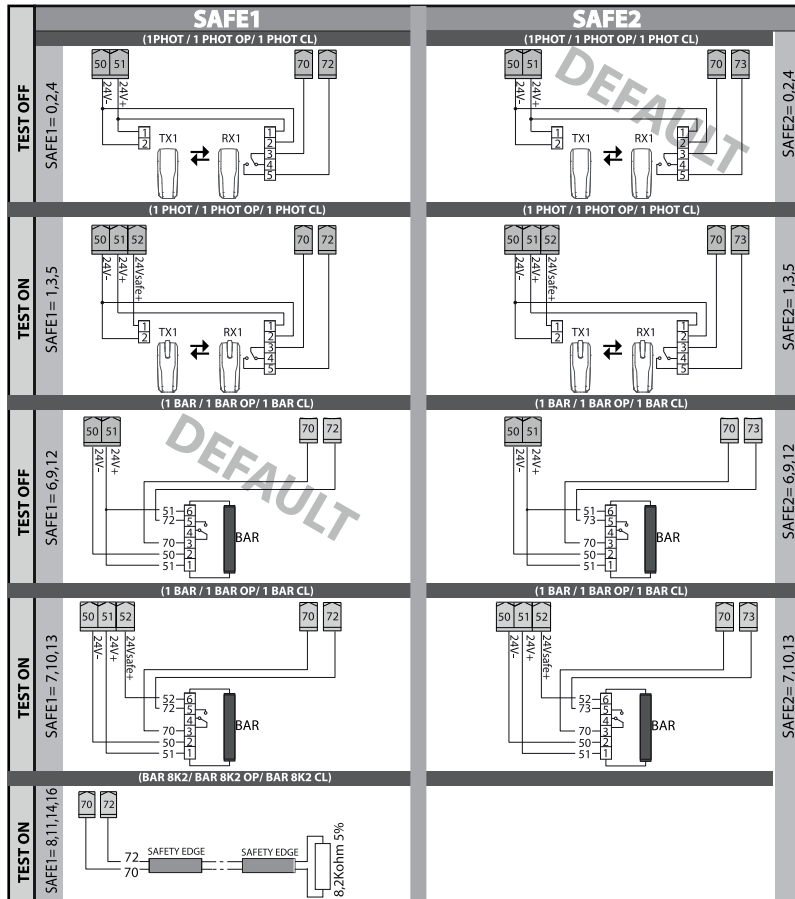 SAFE1 SAFE2
(1PHOT / 1 PHOT OP/ 1 PHOT CL) (1PHOT / 1 PHOT OP/ 1 PHOT CL)
TEST OFF
SAFE1= 0,2,4
50 51 70 72
24V-
24V+
1
2
TX1 RX1
1
2
3
4
5
50 51 70 73
24V-
24V+
1
2
TX1 RX1
1
2
3
4
5
DEFAULT
SAFE2= 0,2,4
(1 PHOT / 1 PHOT OP/ 1 PHOT CL) (1 PHOT / 1 PHOT OP/ 1 PHOT CL)
TEST ON
SAFE1= 1,3,5
50 51 52 70 72
24V-
24V+
24Vsafe+
1
2
TX1 RX1
1
2
3
4
5
50 51 52 70 73
24V-
24V+
24Vsafe+
1
2
TX1 RX1
1
2
3
4
5
SAFE2= 1,3,5
(1 BAR / 1 BAR OP/ 1 BAR CL) (1 BAR / 1 BAR OP/ 1 BAR CL)
TEST OFF
SAFE1= 6,9,12
50 51 70 72
24V-
24V+
DEFAULT
51 6
72 5
4
70 3
50 2
51 1
BAR
50 51 70 73
24V-
24V+
51 6
73 5
4
70 3
50 2
51 1
BAR
SAFE2= 6,9,12
(1 BAR / 1 BAR OP/ 1 BAR CL) (1 BAR / 1 BAR OP/ 1 BAR CL)
TEST ON
SAFE1= 7,10,13
50 51 52 70 72
24V-
24V+
24Vsafe+
52 6
72 5
4
70 3
50 2
51 1
BAR
50 51 52 70 73
24V-
24V+
24Vsafe+
52 6
73 5
4
70 3
50 2
51 1
BAR
SAFE2= 7,10,13
(BAR 8K2/ BAR 8K2 OP/ BAR 8K2 CL)
TEST ON
SAFE1= 8,11,14,16
70 72
72 SAFETY EDGE SAFETY EDGE
70
8,2Kohm 5%